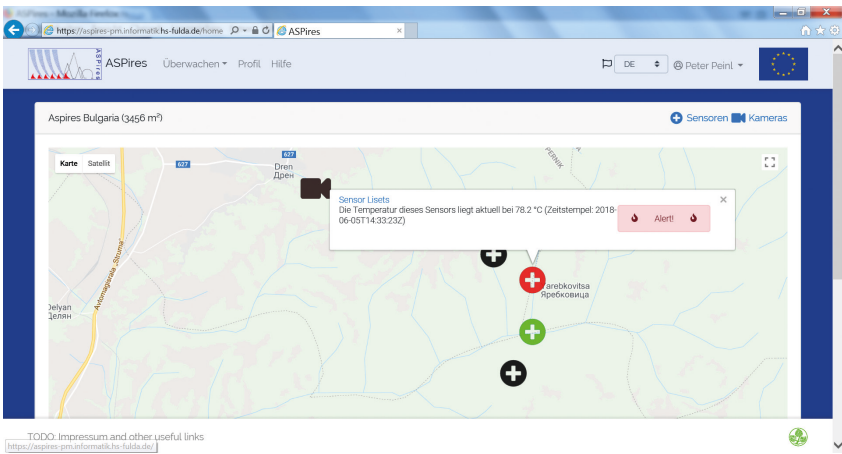 https://aspires-pm.informatik.hs-fulda.de/home
ASPires
ASPires
ASPires
Überwachen
Profil
Hilfe
DE
@ Peter Peinl
Aspires Bulgaria (3456 m²)
Sensoren
Kameras
Karte
Satellit
627
627
Dren
Дрен
PERNIK
Sensor Lisets
Die Temperatur dieses Sensors liegt aktuell bei 78.2 °C (Zeitstempel: 2018-
06-05T14:33:23Z)
Alert!
arebkovitsa
Яребковица
Avtomagistrala „Struma“
Delyan
Делян
TODO: Impressum and other useful links
https://aspires-pm.informatik.hs-fulda.de/